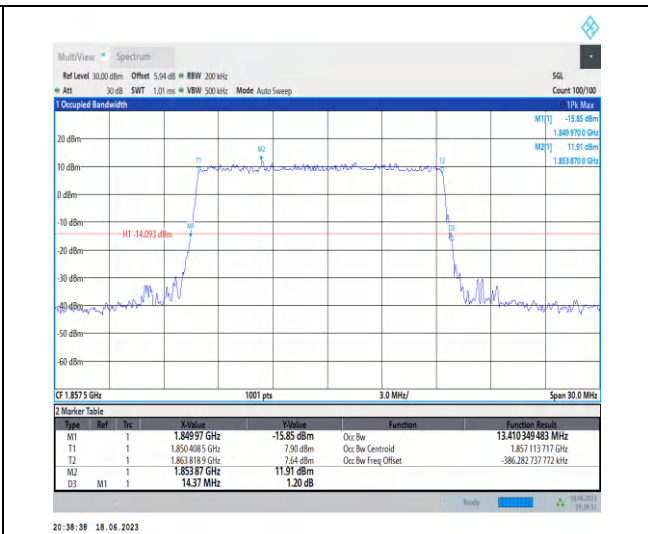 MultiView Spectrum
Ref Level 30.00 dBm Offset 5.94 dB RBW 200 kHz SGL
Att 30 dB SWT 1.01 ms VBW 500 kHz Mode Auto Sweep Count 100/100
1 Occupied Bandwidth 1Pk Max
M1[1] -15.85 dBm
1.849 970 0 GHz
M2[1] 11.91 dBm
1.853 870 0 GHz
20 dBm
M2
T1 T2
10 dBm
0 dBm
-10 dBm
M1
H1 -14.093 dBm D3
-20 dBm
-30 dBm
-40 dBm
-50 dBm
-60 dBm
CF 1.857 5 GHz 1001 pts 3.0 MHz/ Span 30.0 MHz
2 Marker Table
Type Ref Trc X-Value Y-Value Function Function Result
M1 1 1.849 97 GHz -15.85 dBm Occ Bw 13.410 349 483 MHz
T1 1 1.850 408 5 GHz 7.90 dBm Occ Bw Centroid 1.857 113 717 GHz
T2 1 1.863 818 9 GHz 7.64 dBm Occ Bw Freq Offset -386.282 737 772 kHz
M2 1 1.853 87 GHz 11.91 dBm
D3 M1 1 14.37 MHz 1.20 dB
Ready 18.06.2023
20:38:37
20:38:38 18.06.2023